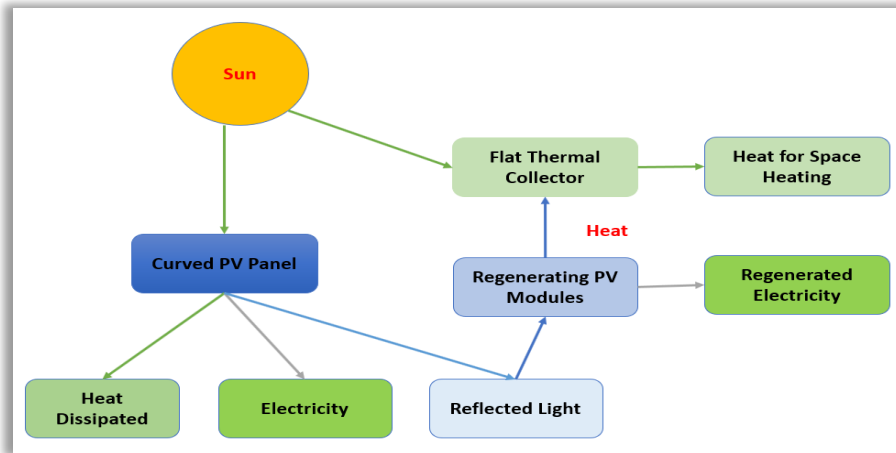 Sun
Flat Thermal
Collector
Heat for Space
Heating
Heat
Curved PV Panel
Regenerating PV
Modules
Regenerated
Electricity
Heat
Dissipated
Electricity
Reflected Light